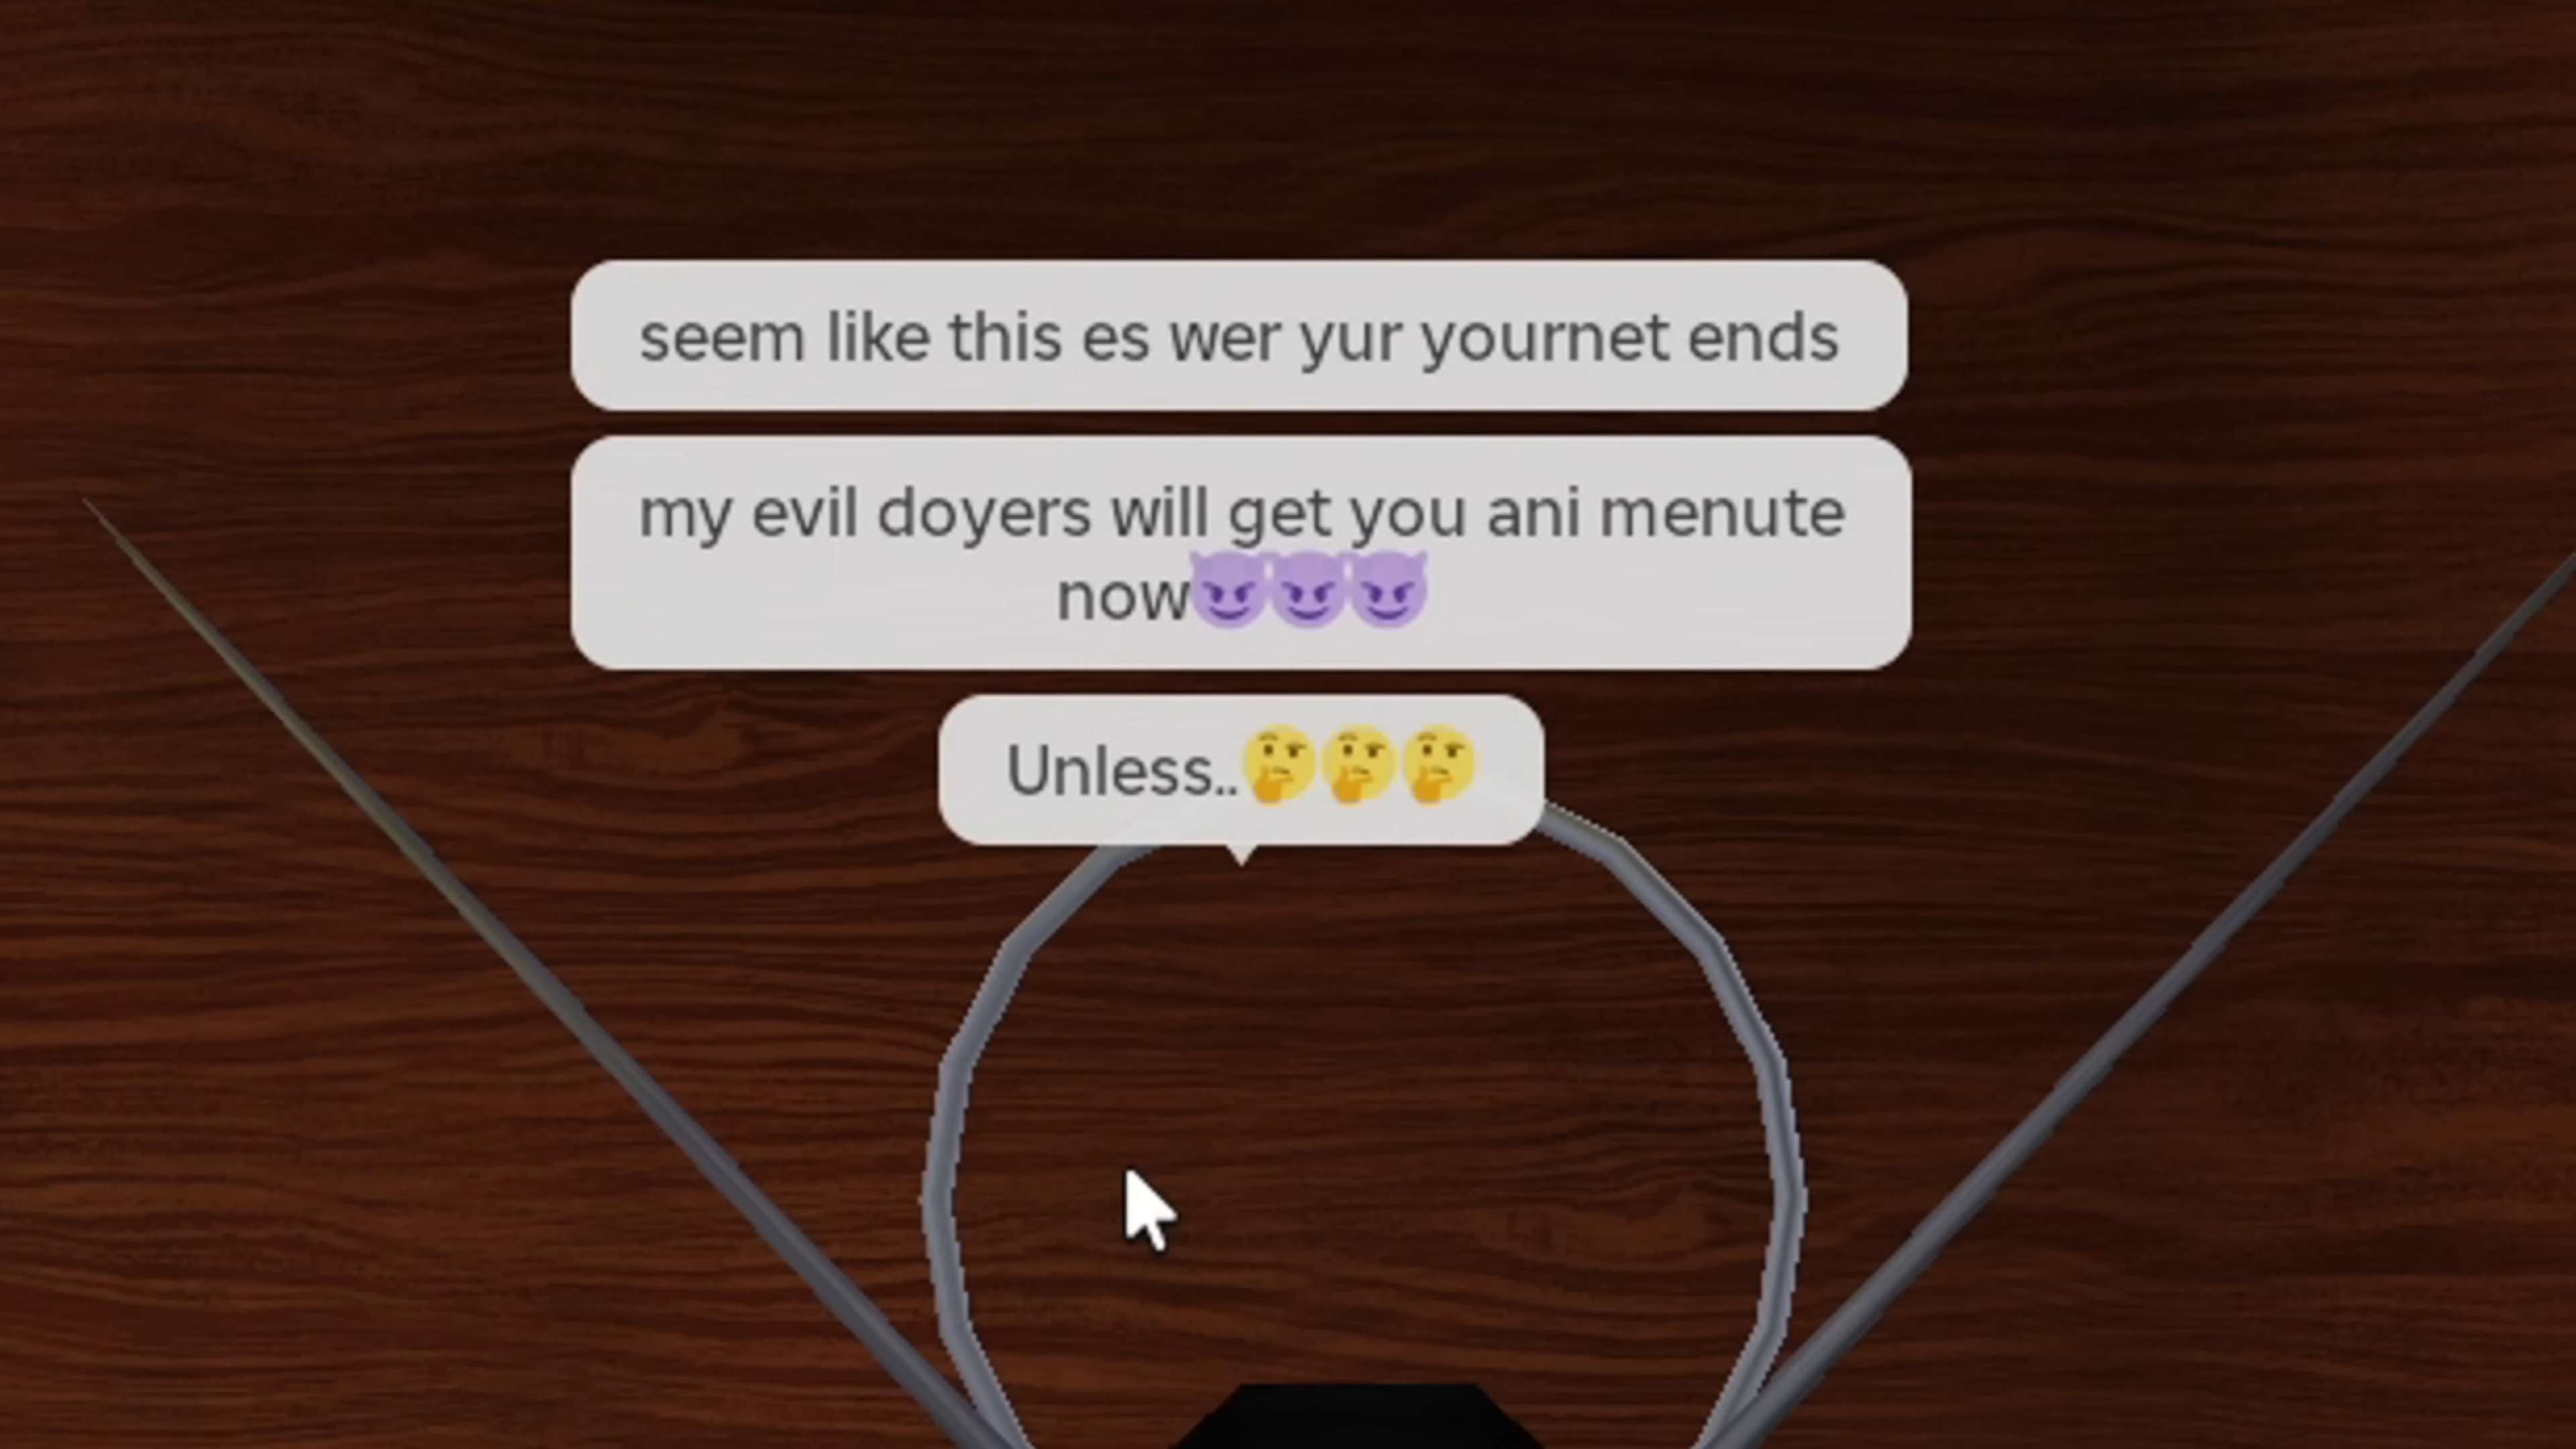 seem like this es wer yur yournet ends
my evil doyers will get you ani menute
now😈😈😈
Unless..🤔🤔🤔